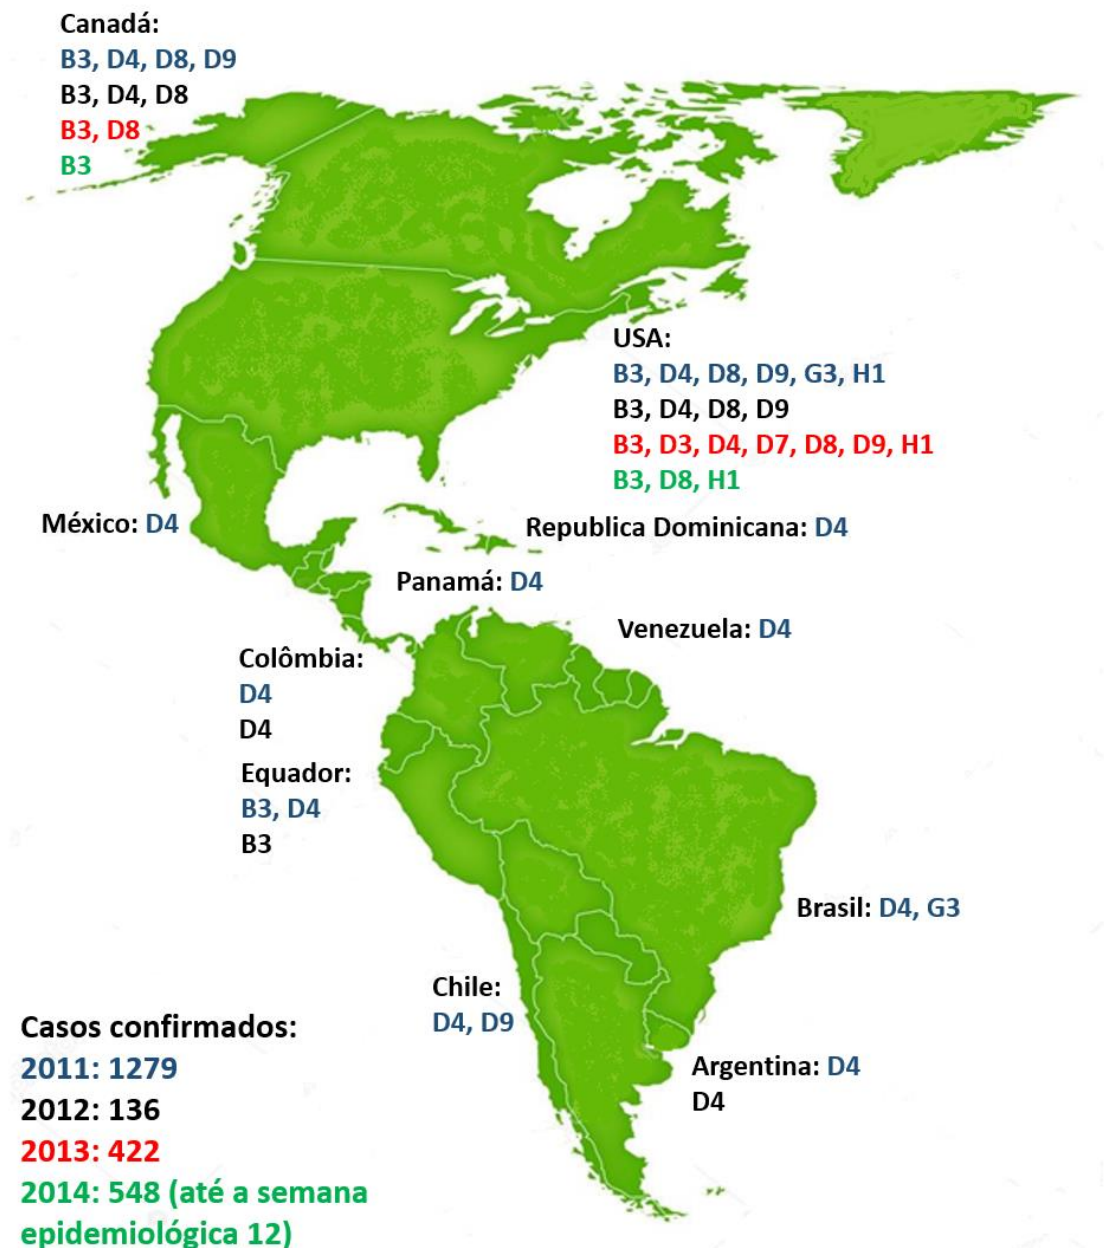 Canadá:
B3, D4, D8, D9
B3, D4, D8
B3, D8
B3
USA:
B3, D4, D8, D9, G3, H1
B3, D4, D8, D9
B3, D3, D4, D7, D8, D9, H1
B3, D8, H1
México: D4
Republica Dominicana: D4
Panamá: D4
Venezuela: D4
Colômbia:
D4
D4
Equador:
B3, D4
B3
Brasil: D4, G3
Chile:
D4, D9
Argentina: D4
D4
Casos confirmados:
2011: 1279
2012: 136
2013: 422
2014: 548 (até a semana
epidemiológica 12)